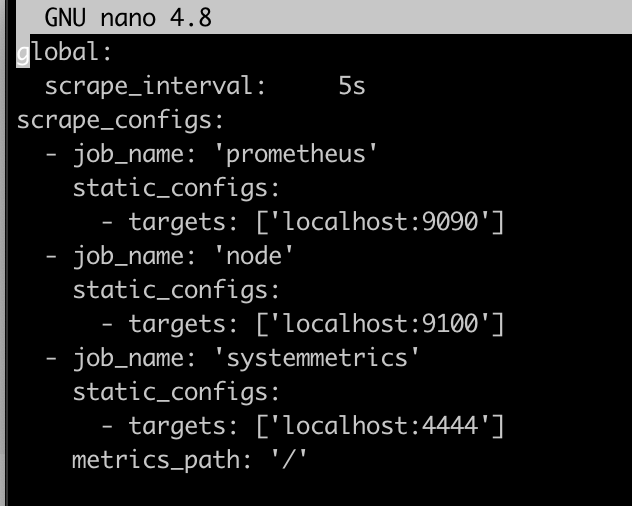 GNU nano 4.8
global:
  scrape_interval:     5s
scrape_configs:
  - job_name: 'prometheus'
    static_configs:
      - targets: ['localhost:9090']
  - job_name: 'node'
    static_configs:
      - targets: ['localhost:9100']
  - job_name: 'systemmetrics'
    static_configs:
      - targets: ['localhost:4444']
    metrics_path: '/'